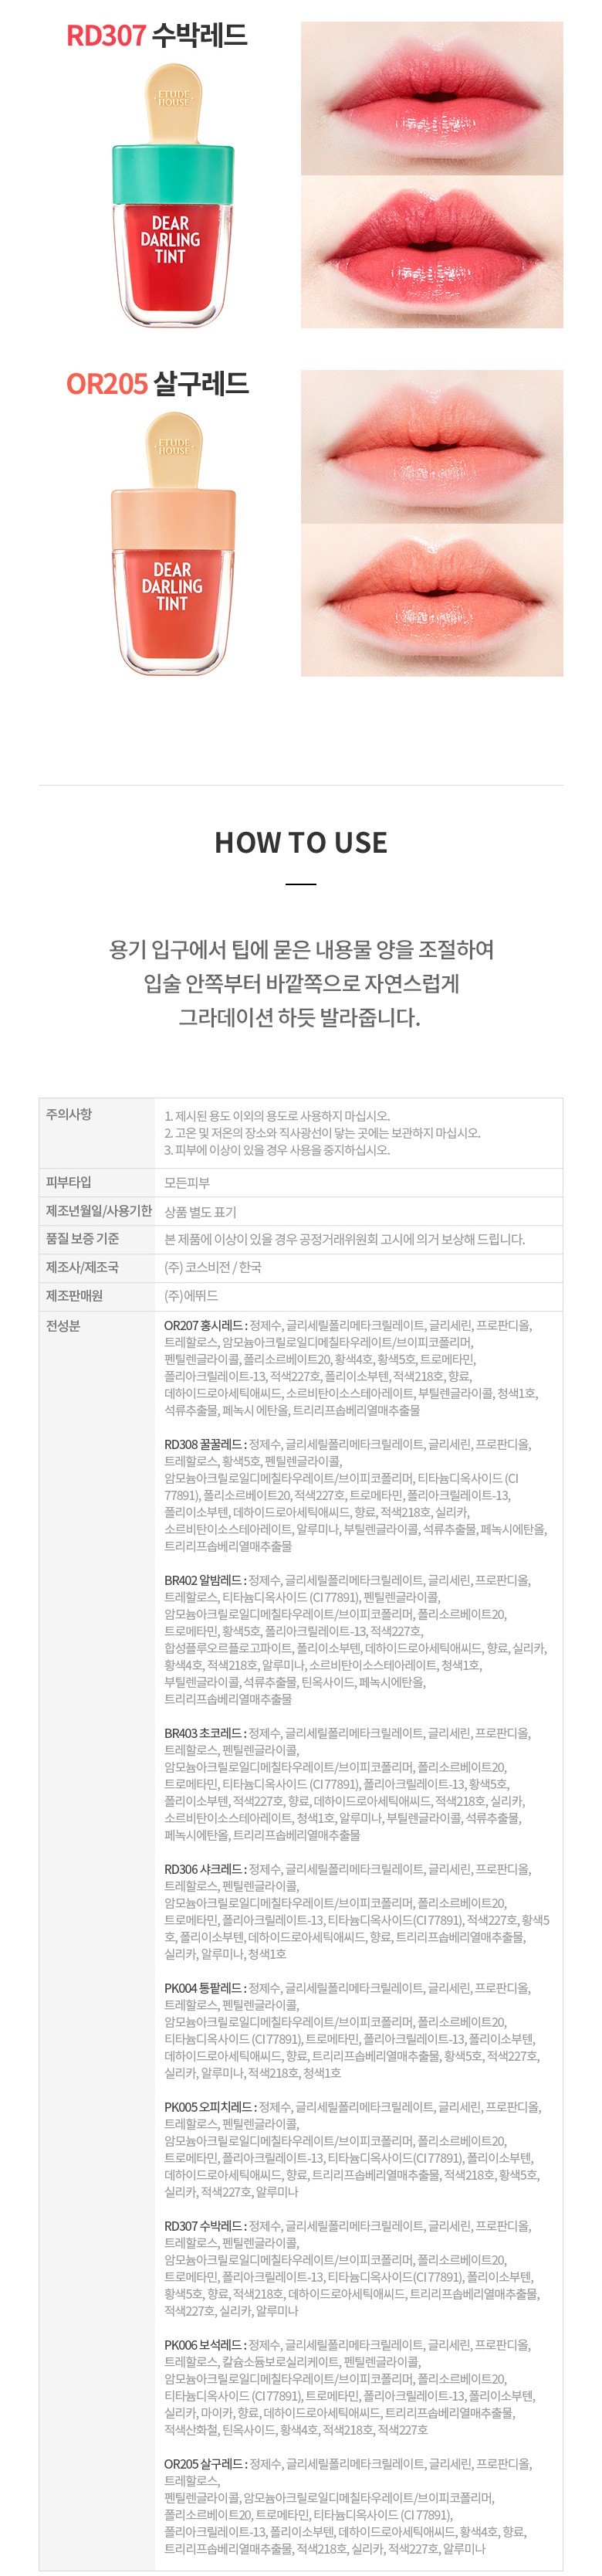 RD307 수박레드
ETUDE
HOUSE
DEAR
DARLING
TINT
OR205 살구레드
ETUDE
HOUSE
DEAR
DARLING
TINT
HOW TO USE
용기 입구에서 팁에 묻은 내용물 양을 조절하여
입술 안쪽부터 바깥쪽으로 자연스럽게
그라데이션 하듯 발라줍니다.
주의사항
1. 제시된 용도 이외의 용도로 사용하지 마십시오.
2. 고온 및 저온의 장소와 직사광선이 닿는 곳에는 보관하지 마십시오.
3. 피부에 이상이 있을 경우 사용을 중지하십시오.
피부타입 모든피부
제조년월일/사용기한 상품 별도 표기
품질 보증 기준 본 제품에 이상이 있을 경우 공정거래위원회 고시에 의거 보상해 드립니다.
제조사/제조국 (주) 코스비전 / 한국
제조판매원 (주)에뛰드
전성분
OR207 홍시레드 : 정제수, 글리세릴폴리메타크릴레이트, 글리세린, 프로판디올,
트레할로스, 암모늄아크릴로일디메칠타우레이트/브이피코폴리머,
펜틸렌글라이콜, 폴리소르베이트20, 황색4호, 황색5호, 트로메타민,
폴리아크릴레이트-13, 적색227호, 폴리이소부텐, 적색218호, 향료,
데하이드로아세틱애씨드, 소르비탄이소스테아레이트, 부틸렌글라이콜, 청색1호,
석류추출물, 페녹시 에탄올, 트리리프솝베리열매추출물
RD308 꿀꿀레드 : 정제수, 글리세릴폴리메타크릴레이트, 글리세린, 프로판디올,
트레할로스, 황색5호, 펜틸렌글라이콜,
암모늄아크릴로일디메칠타우레이트/브이피코폴리머, 티타늄디옥사이드 (CI
77891), 폴리소르베이트20, 적색227호, 트로메타민, 폴리아크릴레이트-13,
폴리이소부텐, 데하이드로아세틱애씨드, 향료, 적색218호, 실리카,
소르비탄이소스테아레이트, 알루미나, 부틸렌글라이콜, 석류추출물, 페녹시에탄올,
트리리프솝베리열매추출물
BR402 알밤레드 : 정제수, 글리세릴폴리메타크릴레이트, 글리세린, 프로판디올,
트레할로스, 티타늄디옥사이드 (CI 77891), 펜틸렌글라이콜,
암모늄아크릴로일디메칠타우레이트/브이피코폴리머, 폴리소르베이트20,
트로메타민, 황색5호, 폴리아크릴레이트-13, 적색227호,
합성플루오르플로고파이트, 폴리이소부텐, 데하이드로아세틱애씨드, 향료, 실리카,
황색4호, 적색218호, 알루미나, 소르비탄이소스테아레이트, 청색1호,
부틸렌글라이콜, 석류추출물, 틴옥사이드, 페녹시에탄올,
트리리프솝베리열매추출물
BR403 초코레드 : 정제수, 글리세릴폴리메타크릴레이트, 글리세린, 프로판디올,
트레할로스, 펜틸렌글라이콜,
암모늄아크릴로일디메칠타우레이트/브이피코폴리머, 폴리소르베이트20,
트로메타민, 티타늄디옥사이드 (CI 77891), 폴리아크릴레이트-13, 황색5호,
폴리이소부텐, 적색227호, 향료, 데하이드로아세틱애씨드, 적색218호, 실리카,
소르비탄이소스테아레이트, 청색1호, 알루미나, 부틸렌글라이콜, 석류추출물,
페녹시에탄올, 트리리프솝베리열매추출물
RD306 샤크레드 : 정제수, 글리세릴폴리메타크릴레이트, 글리세린, 프로판디올,
트레할로스, 펜틸렌글라이콜,
암모늄아크릴로일디메칠타우레이트/브이피코폴리머, 폴리소르베이트20,
트로메타민, 폴리아크릴레이트-13, 티타늄디옥사이드(CI 77891), 적색227호, 황색5
호, 폴리이소부텐, 데하이드로아세틱애씨드, 향료, 트리리프솝베리열매추출물,
실리카, 알루미나, 청색1호
PK004 통팥레드 : 정제수, 글리세릴폴리메타크릴레이트, 글리세린, 프로판디올,
트레할로스, 펜틸렌글라이콜,
암모늄아크릴로일디메칠타우레이트/브이피코폴리머, 폴리소르베이트20,
티타늄디옥사이드 (CI 77891), 트로메타민, 폴리아크릴레이트-13, 폴리이소부텐,
데하이드로아세틱애씨드, 향료, 트리리프솝베리열매추출물, 황색5호, 적색227호,
실리카, 알루미나, 적색218호, 청색1호
PK005 오피치레드 : 정제수, 글리세릴폴리메타크릴레이트, 글리세린, 프로판디올,
트레할로스, 펜틸렌글라이콜,
암모늄아크릴로일디메칠타우레이트/브이피코폴리머, 폴리소르베이트20,
트로메타민, 폴리아크릴레이트-13, 티타늄디옥사이드(CI 77891), 폴리이소부텐,
데하이드로아세틱애씨드, 향료, 트리리프솝베리열매추출물, 적색218호, 황색5호,
실리카, 적색227호, 알루미나
RD307 수박레드 : 정제수, 글리세릴폴리메타크릴레이트, 글리세린, 프로판디올,
트레할로스, 펜틸렌글라이콜,
암모늄아크릴로일디메칠타우레이트/브이피코폴리머, 폴리소르베이트20,
트로메타민, 폴리아크릴레이트-13, 티타늄디옥사이드(CI 77891), 폴리이소부텐,
황색5호, 향료, 적색218호, 데하이드로아세틱애씨드, 트리리프솝베리열매추출물,
적색227호, 실리카, 알루미나
PK006 보석레드 : 정제수, 글리세릴폴리메타크릴레이트, 글리세린, 프로판디올,
트레할로스, 칼슘소듐보로실리케이트, 펜틸렌글라이콜,
암모늄아크릴로일디메칠타우레이트/브이피코폴리머, 폴리소르베이트20,
티타늄디옥사이드 (CI 77891), 트로메타민, 폴리아크릴레이트-13, 폴리이소부텐,
실리카, 마이카, 향료, 데하이드로아세틱애씨드, 트리리프솝베리열매추출물,
적색산화철, 틴옥사이드, 황색4호, 적색218호, 적색227호
OR205 살구레드 : 정제수, 글리세릴폴리메타크릴레이트, 글리세린, 프로판디올,
트레할로스,
펜틸렌글라이콜, 암모늄아크릴로일디메칠타우레이트/브이피코폴리머,
폴리소르베이트20, 트로메타민, 티타늄디옥사이드 (CI 77891),
폴리아크릴레이트-13, 폴리이소부텐, 데하이드로아세틱애씨드, 황색4호, 향료,
트리리프솝베리열매추출물, 적색218호, 실리카, 적색227호, 알루미나